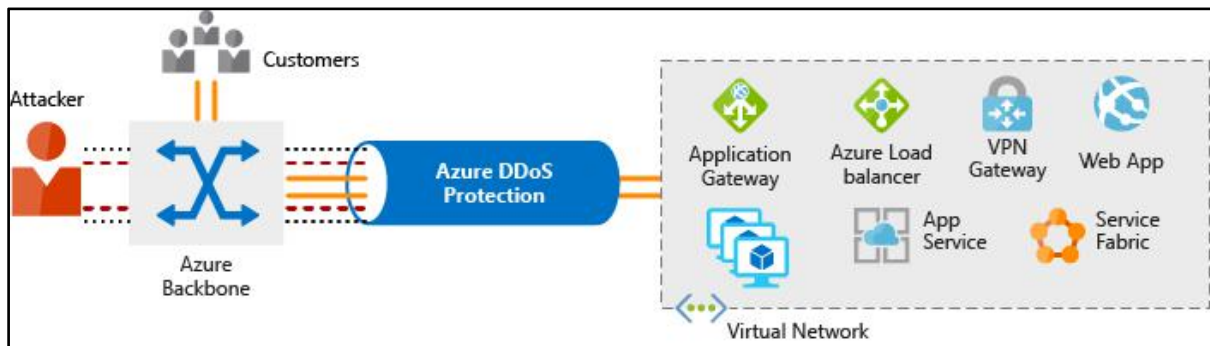 Customers
Attacker
Azure
Backbone
Azure DDoS
Protection
Application
Gateway
Azure Load
balancer
VPN
Gateway
Web App
App
Service
Service
Fabric
Virtual Network